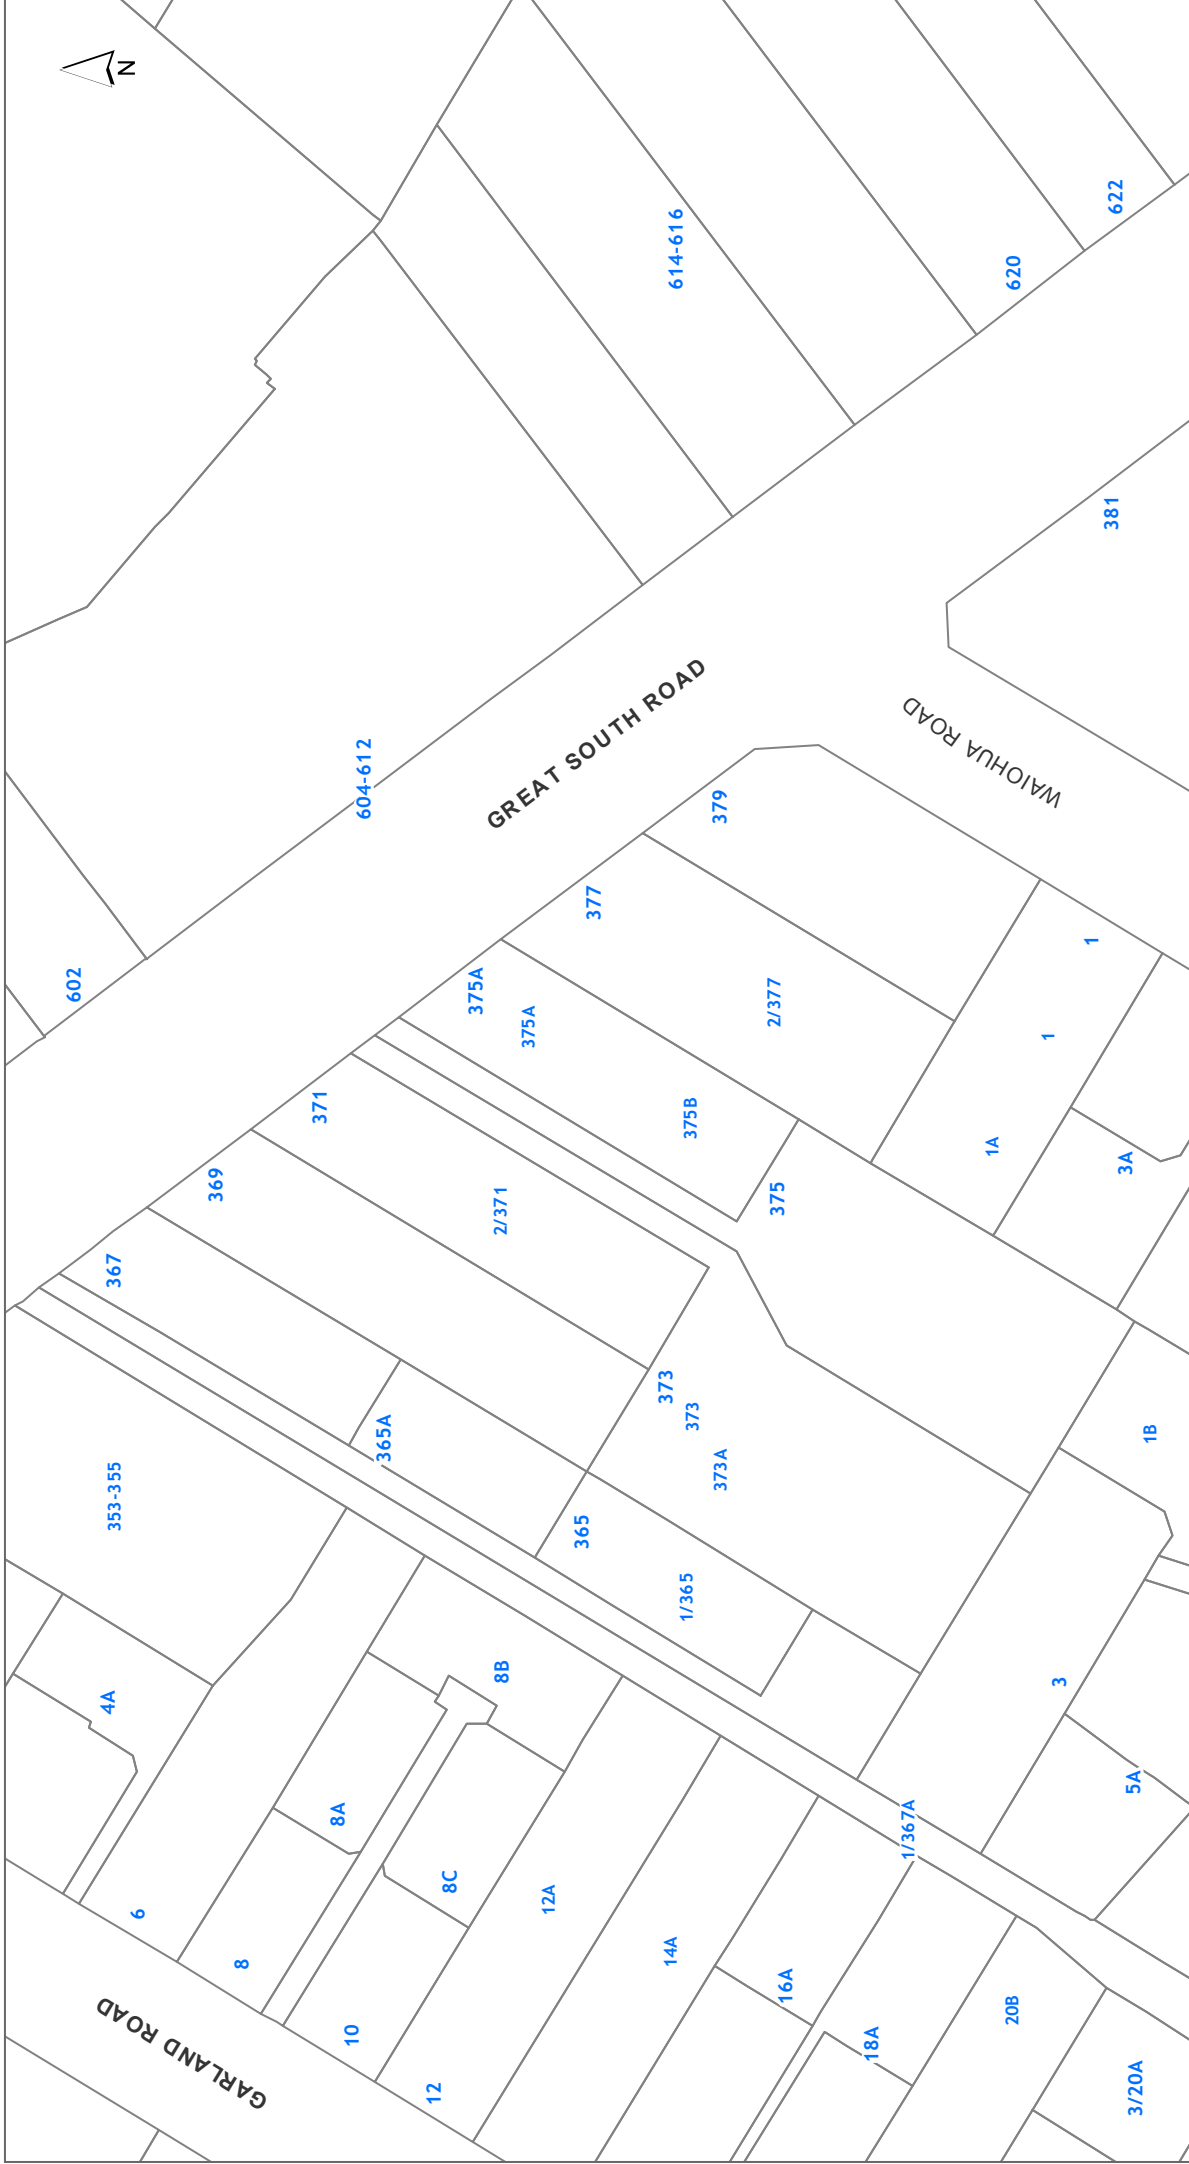 N
622
614-616
620
381
GREAT SOUTH ROAD
WAIOHUA ROAD
604-612
379
377
1
602
375A
375A
2/377
1
371
375B
1A
3A
369
2/371
375
367
373
373
365A
1B
373A
353-355
365
1/365
8B
3
4A
5A
8A
1/367A
8C
12A
6
14A
8
16A
20B
10
18A
GARLAND ROAD
12
3/20A